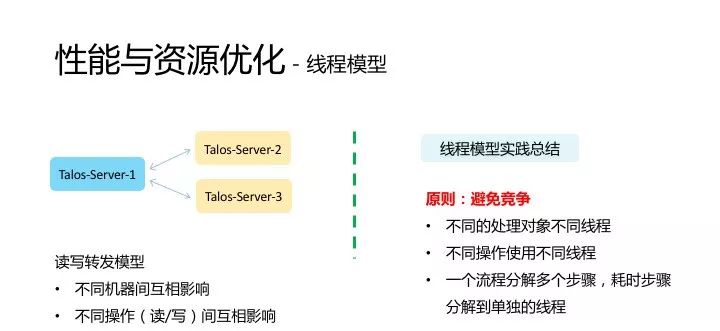 性能与资源优化 - 线程模型
Talos-Server-1
Talos-Server-2
Talos-Server-3
读写转发模型
• 不同机器间互相影响
• 不同操作（读/写）间互相影响
线程模型实践总结
原则：避免竞争
• 不同的处理对象不同线程
• 不同操作使用不同线程
• 一个流程分解多个步骤，耗时步骤
分解到单独的线程